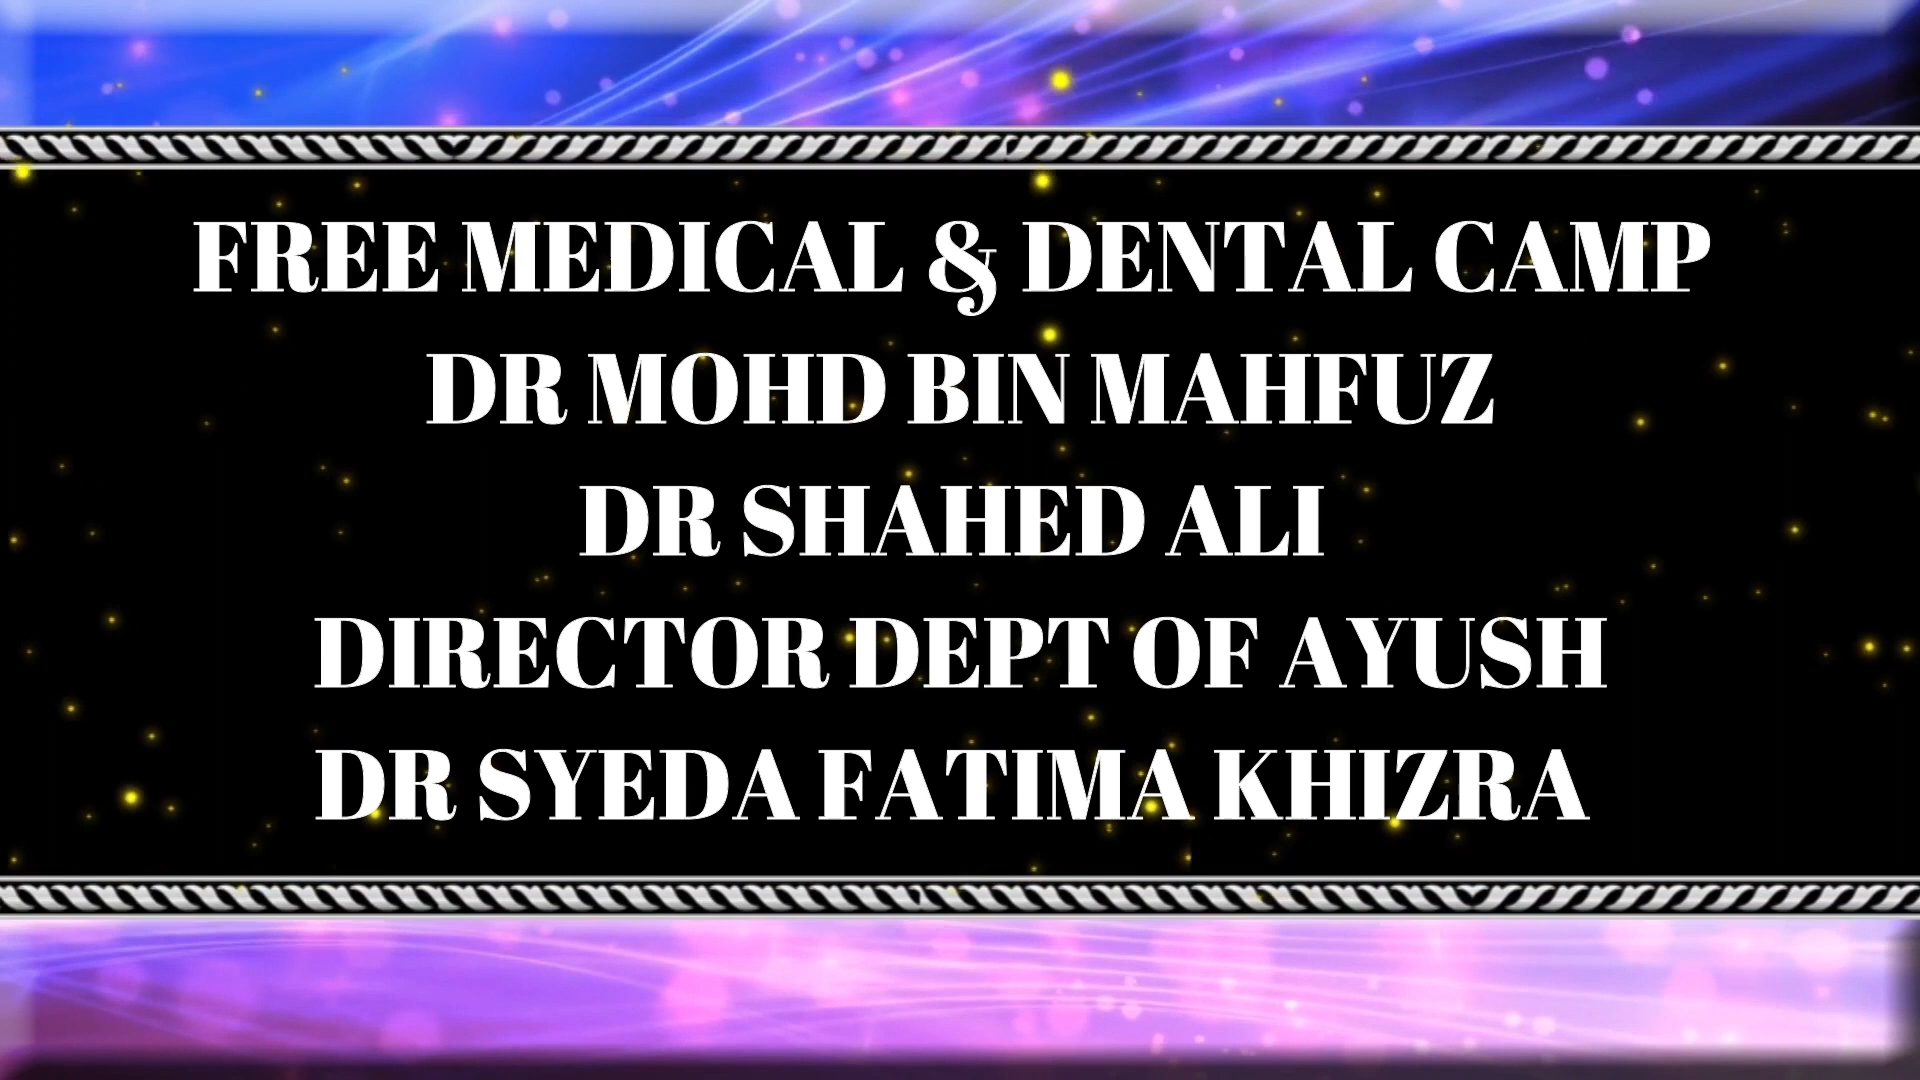 FREE MEDICAL & DENTAL CAMP
DR MOHD BIN MAHFUZ
DR SHAHED ALI
DIRECTOR DEPT OF AYUSH
DR SYEDA FATIMA KHIZRA